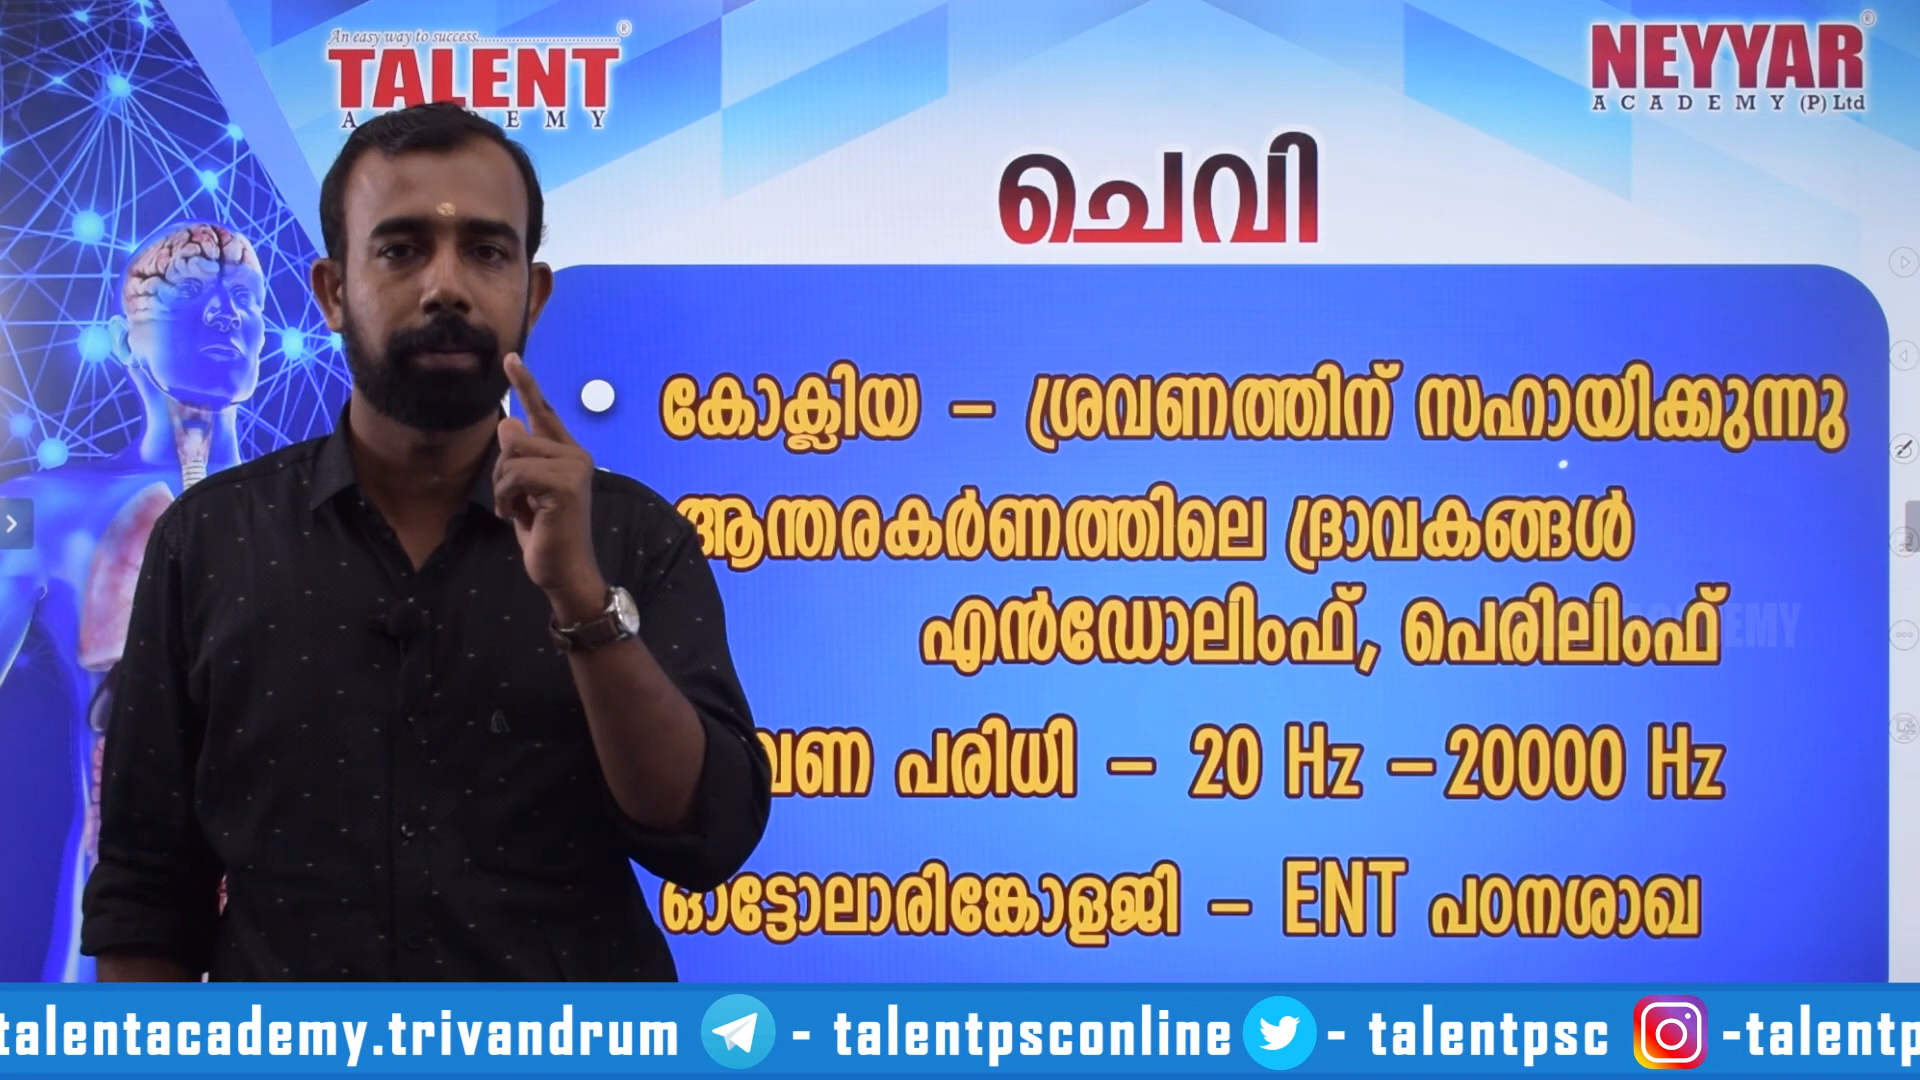 An easy way to success
TALENT
ACADEMY
NEYYAR
ACADEMY (P) Ltd
ചെവി
കോക്ലിയ – ശ്രവണത്തിന് സഹായിക്കുന്നു
ആന്തരകർണത്തിലെ ദ്രാവകങ്ങൾ
എൻഡോലിംഫ്, പെരിലിംഫ്
പരിധി – 20 Hz –20000 Hz
ഓട്ടോലാരിങ്കോളജി – ENT പഠനശാഖ
talentacademy.trivandrum - talentpsconline - talentpsc -talentp